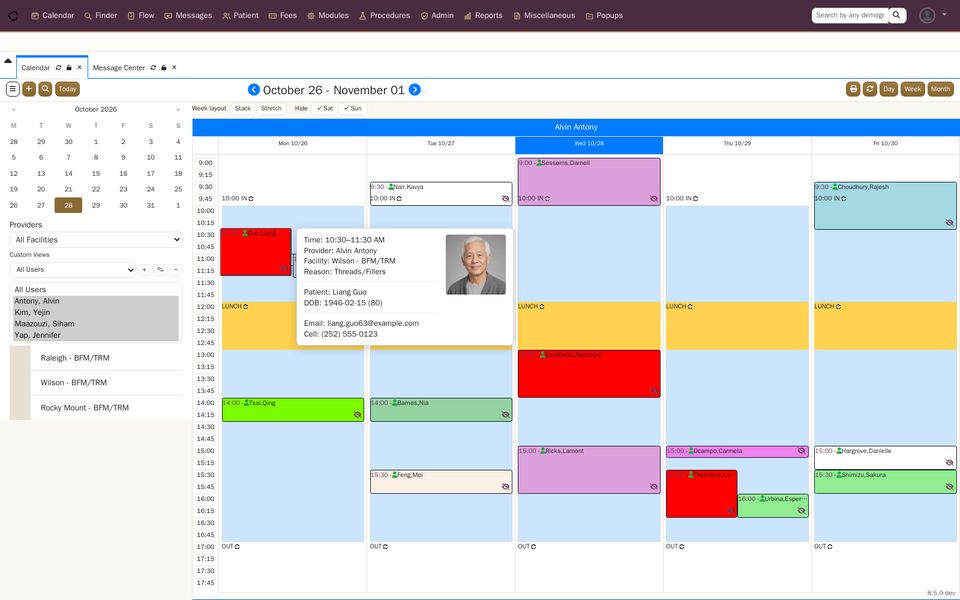 Calendar Finder Flow Messages Patient Fees Modules Procedures Admin Reports Miscellaneous Popups Search by any demogr
Calendar Message Center
Today October 26 - November 01 Day Week Month
< October 2026 >
Week layout Stack Stretch Hide ✓Sat ✓Sun
M T W T F S S
28 29 30 1 2 3 4
5 6 7 8 9 10 11
12 13 14 15 16 17 18
19 20 21 22 23 24 25
26 27 28 29 30 31 1
Providers
All Facilities
Custom Views
All Users
All Users
Antony, Alvin
Kim, Yejin
Maazouzi, Siham
Yap, Jennifer
Raleigh - BFM/TRM
Wilson - BFM/TRM
Rocky Mount - BFM/TRM
Alvin Antony
Mon 10/26 Tue 10/27 Wed 10/28 Thu 10/29 Fri 10/30
9:00
9:15
9:30
9:45
10:00
10:15
10:30
10:45
11:00
11:15
11:30
11:45
12:00
12:15
12:30
12:45
13:00
13:15
13:30
13:45
14:00
14:15
14:30
14:45
15:00
15:15
15:30
15:45
16:00
16:15
16:30
16:45
17:00
17:15
17:30
17:45
10:00 IN
LUNCH
14:00 - Tsai,Qing
OUT
9:30 - Nair,Kavya
10:00 IN
14:00 - Barnes,Nia
15:30 - Feng,Mei
OUT
9:00 - Sessoms,Darnell
10:00 IN
LUNCH
Escobedo,Alejandro
15:00 - Ricks,Lamont
OUT
10:00 IN
LUNCH
15:00 - Ocampo,Carmela
16:00 - Urbina,Esper···
OUT
9:30 - Choudhury,Rajesh
LUNCH
15:00 - Hargrove,Danielle
15:30 - Shimizu,Sakura
OUT
Time: 10:30–11:30 AM
Provider: Alvin Antony
Facility: Wilson - BFM/TRM
Reason: Threads/Fillers
Patient: Liang Guo
DOB: 1946-02-15 (80)
Email: liang.guo63@example.com
Cell: (252) 555-0123
8.5.0-dev